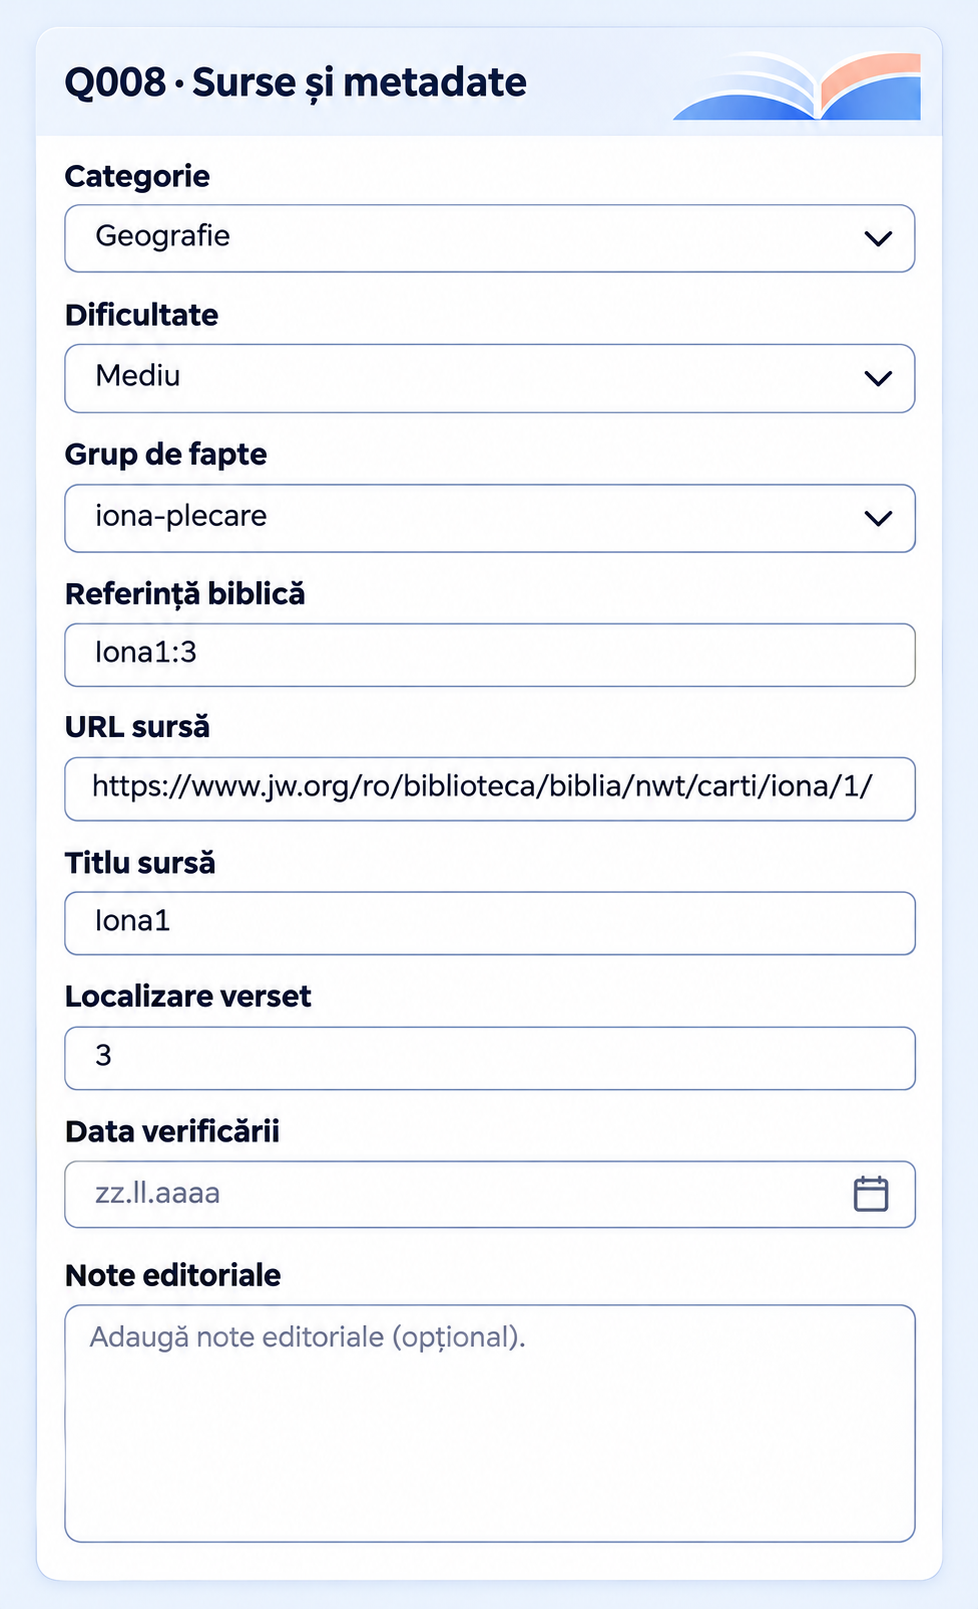 Q008 · Surse și metadate
Categorie
Geografie
Dificultate
Mediu
Grup de fapte
iona-plecare
Referință biblică
Iona1:3
URL sursă
https://www.jw.org/ro/biblioteca/biblia/nwt/carti/iona/1/
Titlu sursă
Iona1
Localizare verset
3
Data verificării
zz.ll.aaaa
Note editoriale
Adaugă note editoriale (opțional).